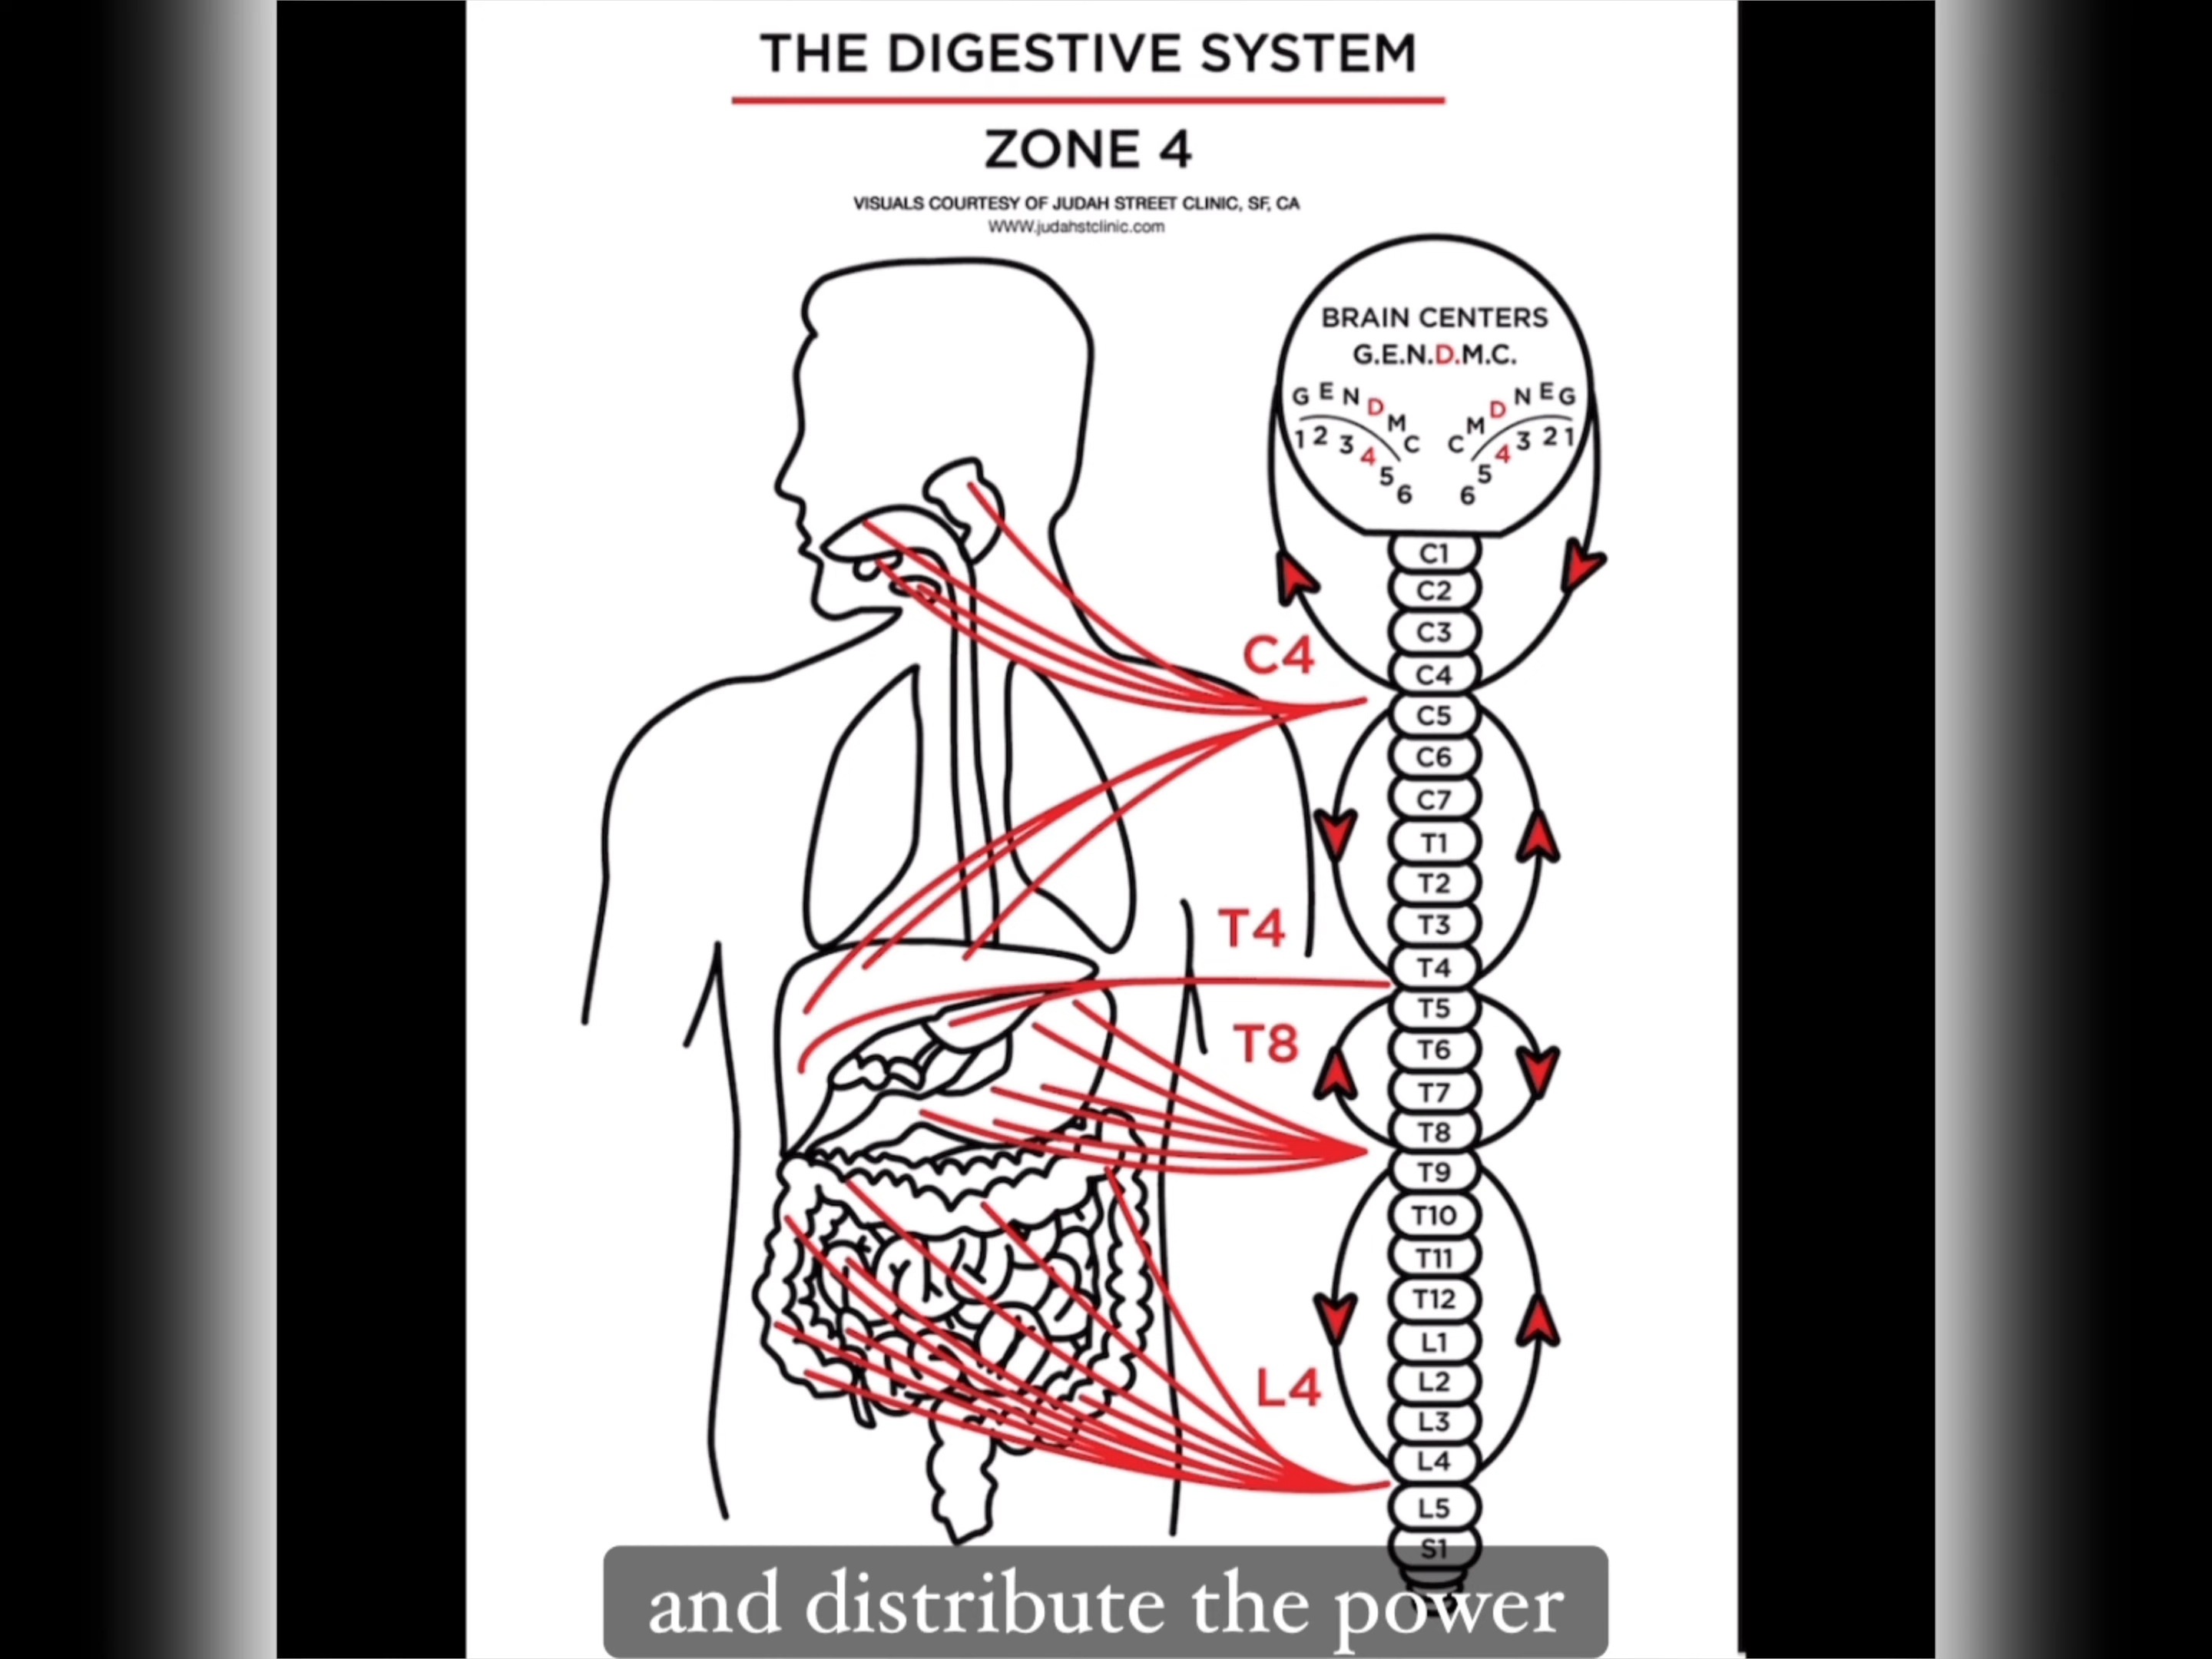 THE DIGESTIVE SYSTEM
ZONE 4
VISUALS COURTESY OF JUDAH STREET CLINIC, SF, CA
WWW.judahstclinic.com
BRAIN CENTERS
G.E.N.D.M.C.
G E N D M C
C M D N E G
1 2 3 4 5 6
6 5 4 3 2 1
C1
C2
C3
C4
C4
C5
C6
C7
T1
T2
T3
T4
T4
T5
T8
T6
T7
T8
T9
T10
T11
T12
L1
L2
L4
L3
L4
L5
S1
and distribute the power